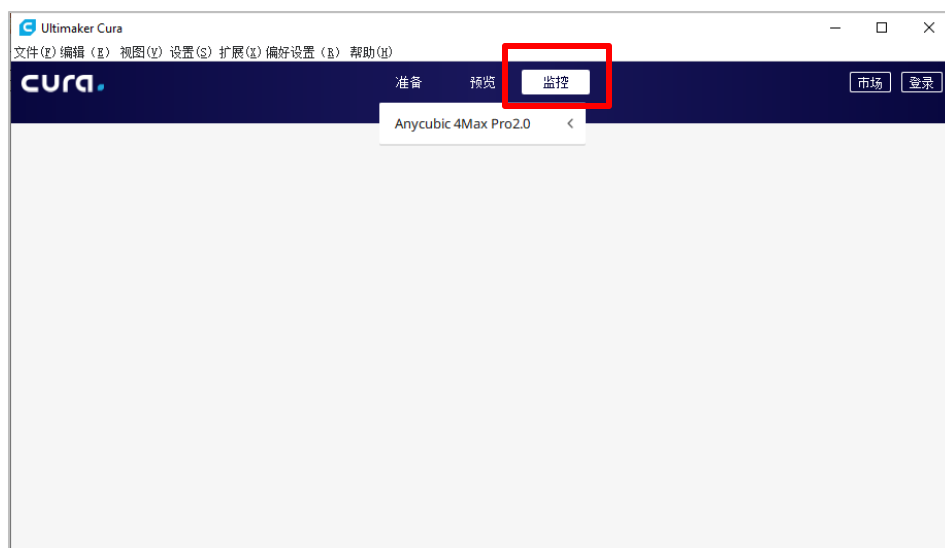 Ultimaker Cura
文件(F) 编辑 (E) 视图(V) 设置(S) 扩展(X) 偏好设置 (R) 帮助(H)
cura.
准备 预览 监控 市场 登录
Anycubic 4Max Pro2.0